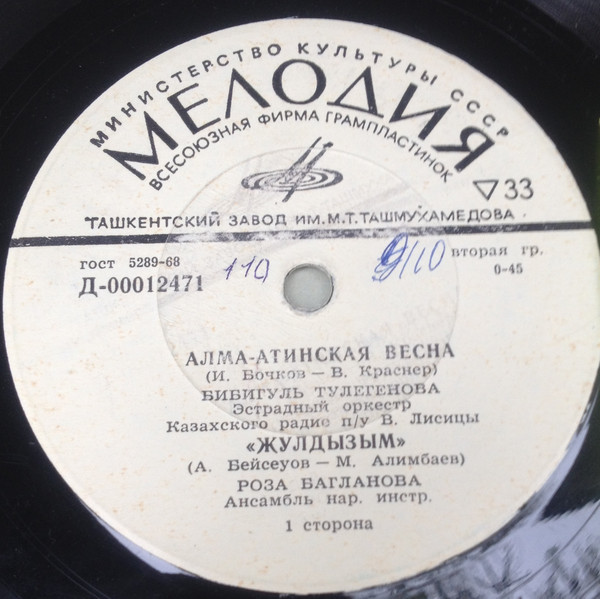 МИНИСТЕРСТВО КУЛЬТУРЫ СССР
МЕЛОДИЯ
ВСЕСОЮЗНАЯ ФИРМА ГРАМПЛАСТИНОК
33
ТАШКЕНТСКИЙ ЗАВОД ИМ. М.Т. ТАШМУХАМЕДОВА
гост 5289-68
вторая гр.
Д-00012471
110
0-45
АЛМА-АТИНСКАЯ ВЕСНА
(И. Бочков — В. Краснер)
БИБИГУЛЬ ТУЛЕГЕНОВА
Эстрадный оркестр
Казахского радио п/у В. Лисицы
«ЖУЛДЫЗЫМ»
(А. Бейсеуов — М. Алимбаев)
РОЗА БАГЛАНОВА
Ансамбль нар. инстр.
1 сторона